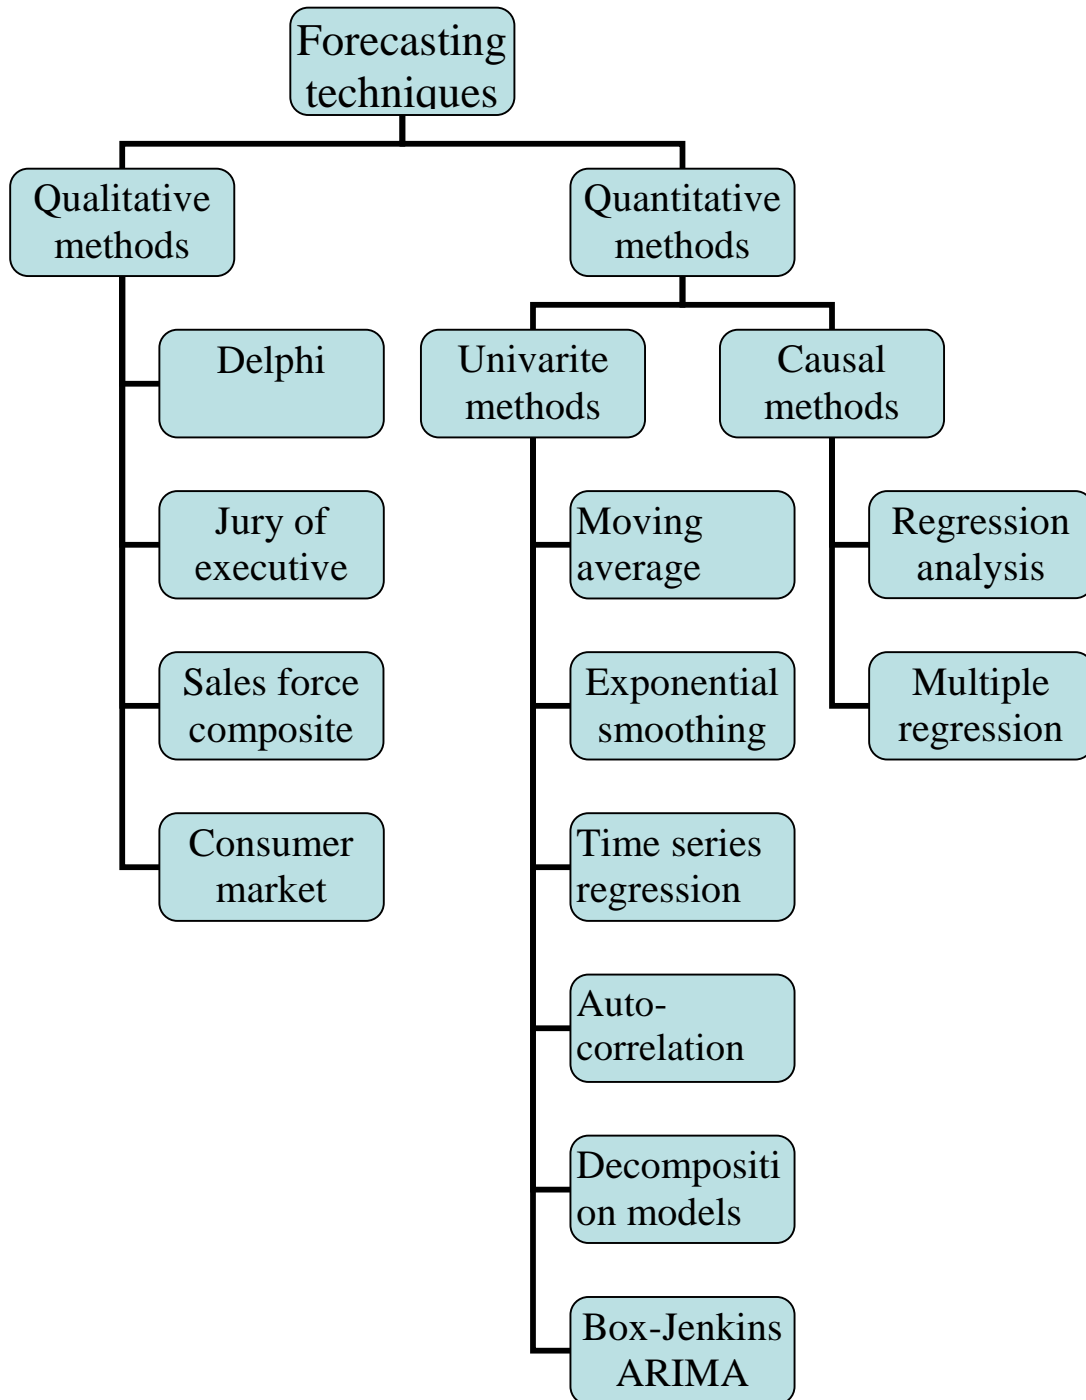 Forecasting
techniques
Qualitative
methods
Quantitative
methods
Delphi
Univarite
methods
Causal
methods
Jury of
executive
Moving
average
Regression
analysis
Sales force
composite
Exponential
smoothing
Multiple
regression
Consumer
market
Time series
regression
Auto-
correlation
Decompositi
on models
Box-Jenkins
ARIMA